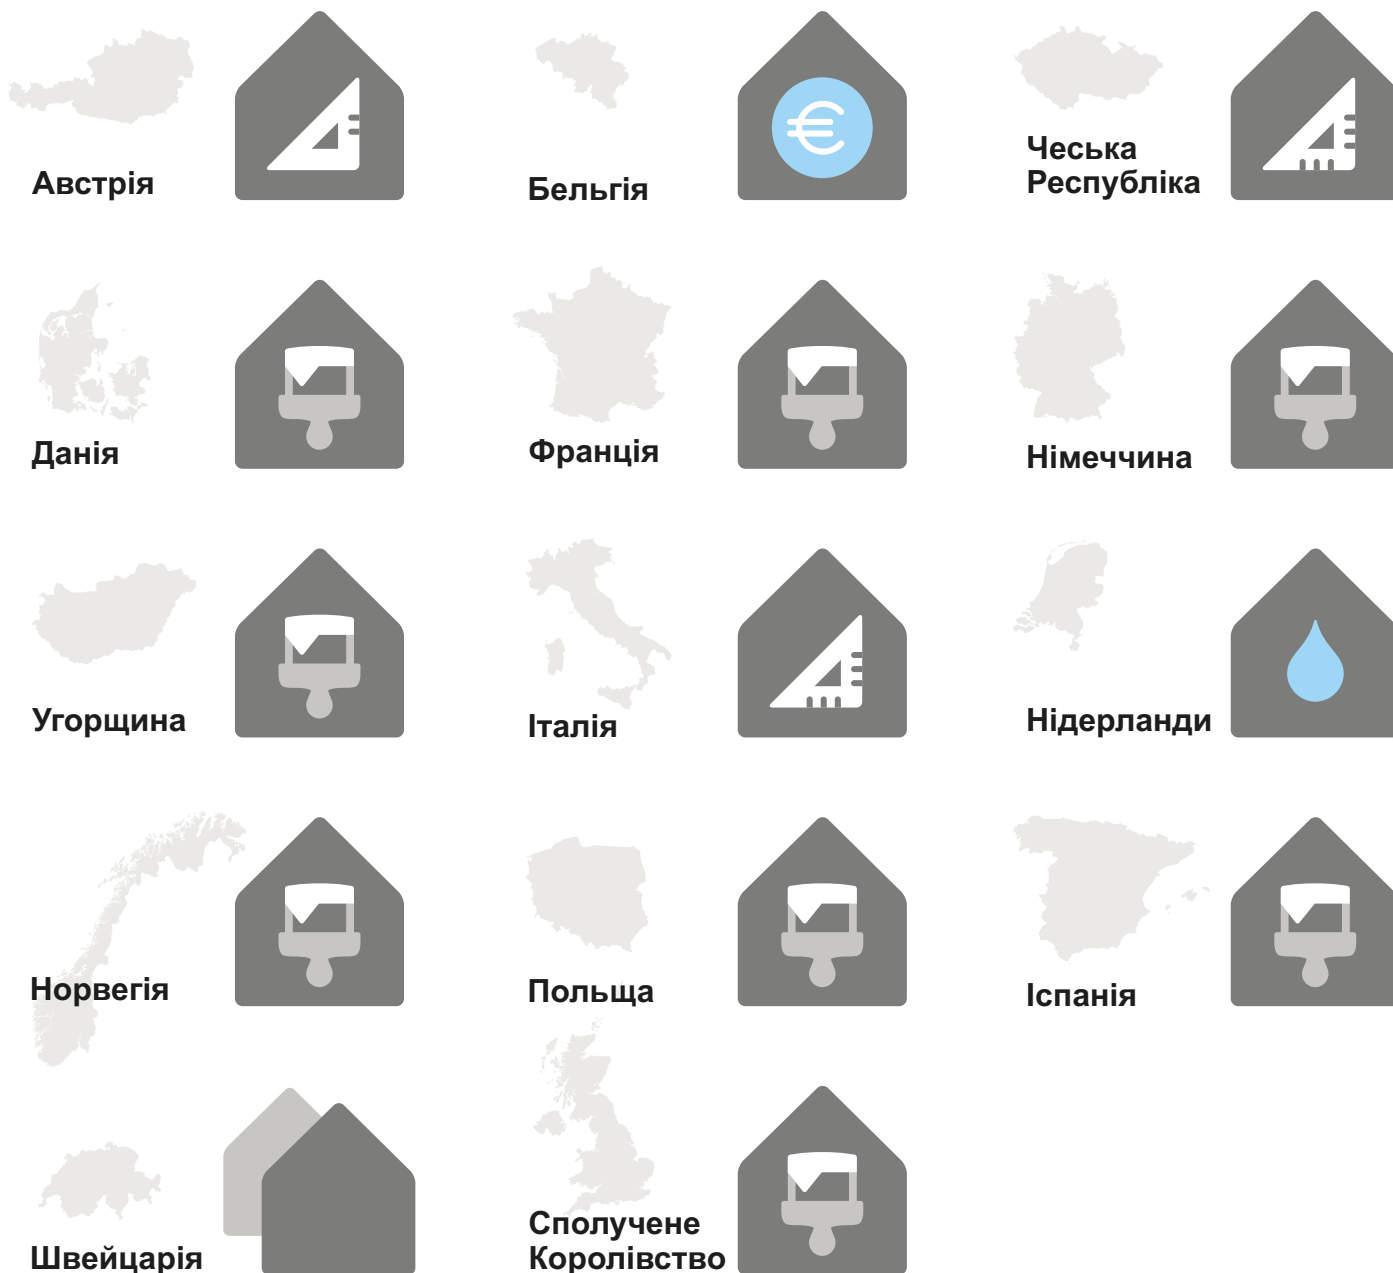 Австрія
Бельгія
Чеська
Республіка
Данія
Франція
Німеччина
Угорщина
Італія
Нідерланди
Норвегія
Польща
Іспанія
Швейцарія
Сполучене
Королівство